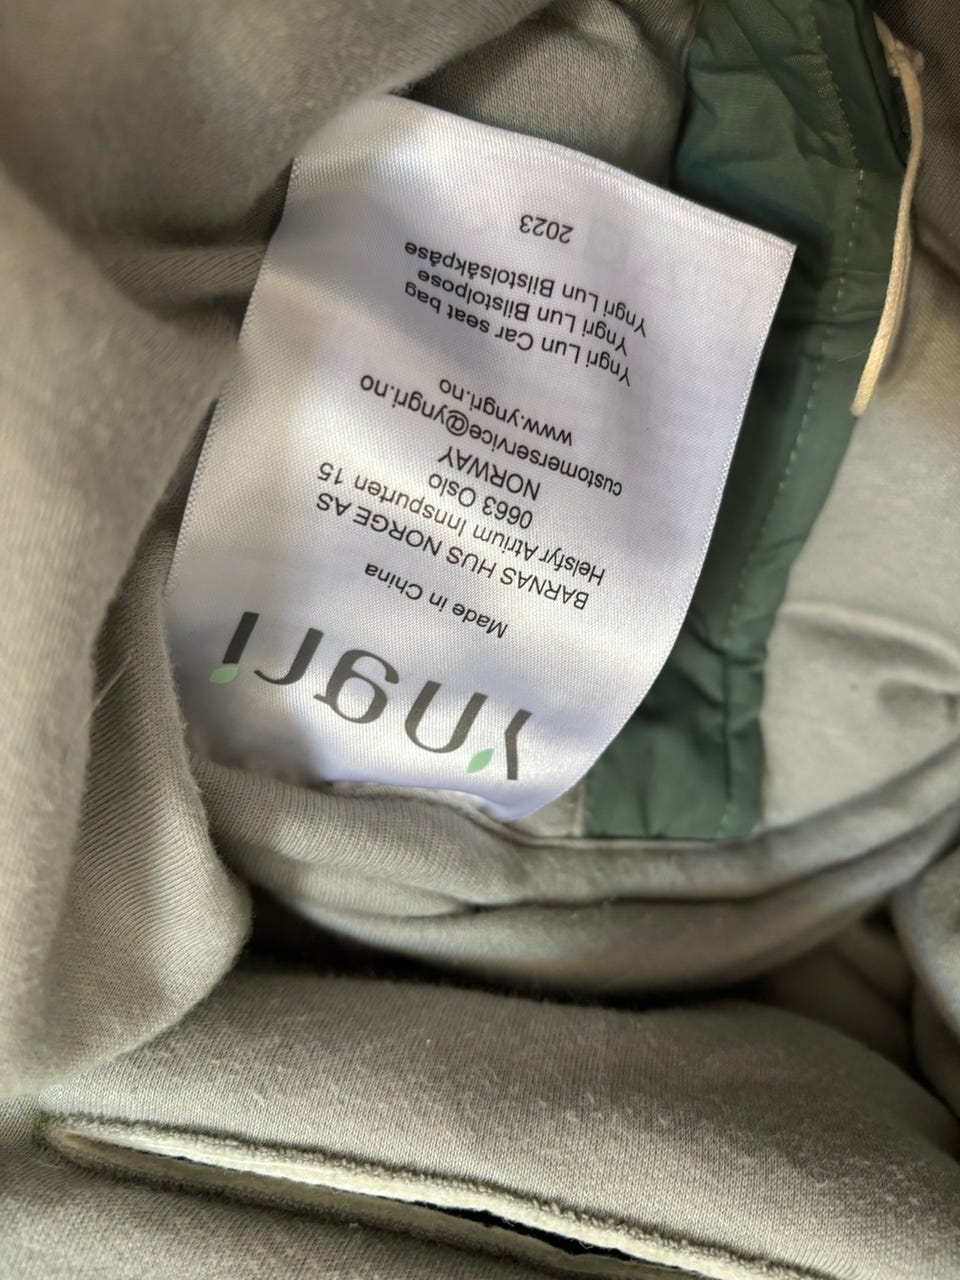 yngri
Made in China
BARNAS HUS NORGE AS
Helsfyr Atrium Innspurten 15
0663 Oslo
NORWAY
customerservice@yngri.no
www.yngri.no
Yngri Lun Car seat bag
Yngri Lun Bilstolpose
Yngri Lun Bilstolsåkpåse
2023